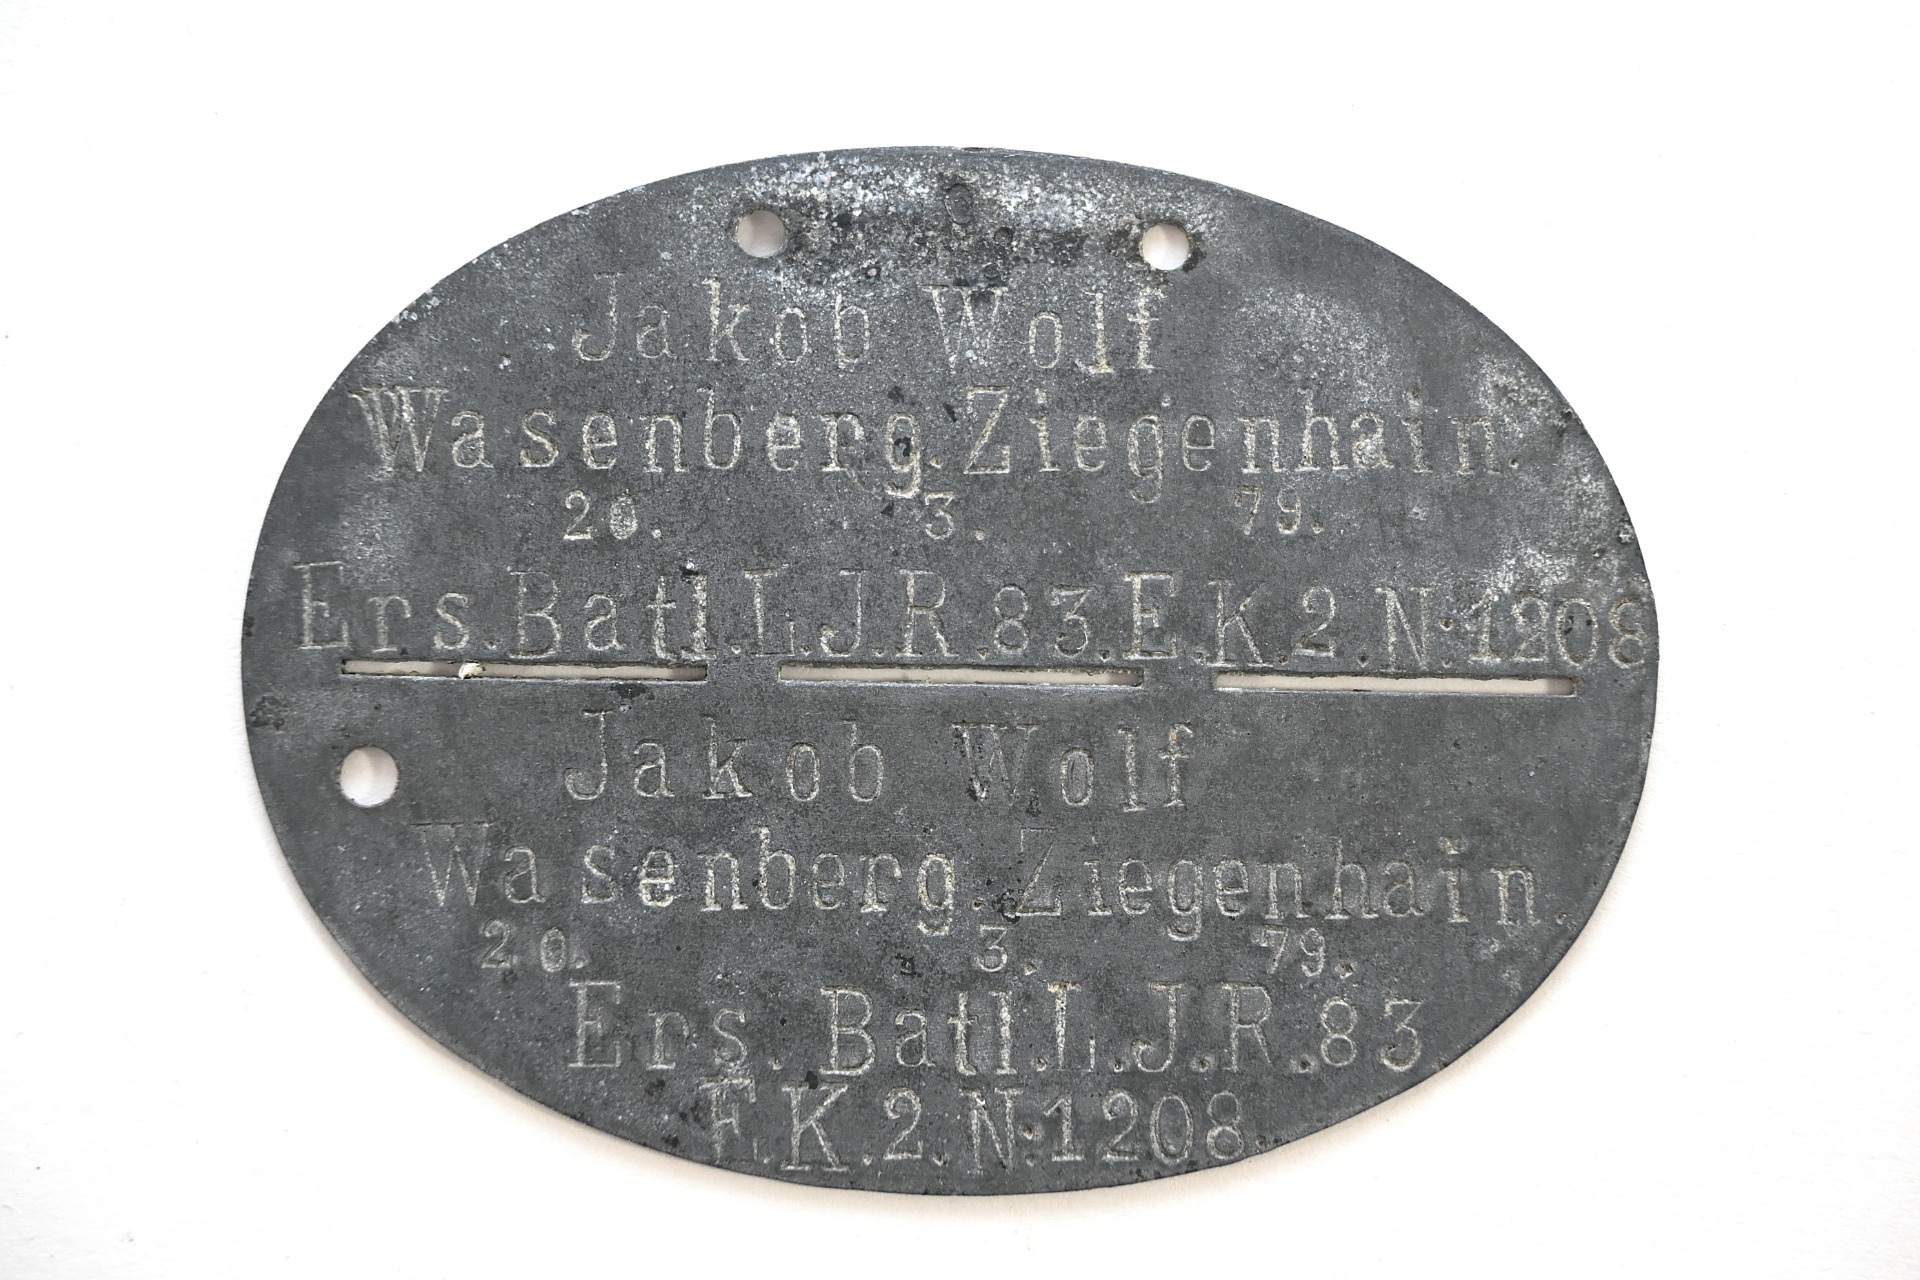 Jakob Wolf
Wasenberg. Ziegenhain.
20. 3. 79.
Ers. Batl. L. J. R. 83. E. K. 2. N: 1208
Jakob Wolf
Wasenberg. Ziegenhain.
20. 3. 79.
Ers. Batl. L. J. R. 83
E. K. 2. N: 1208.